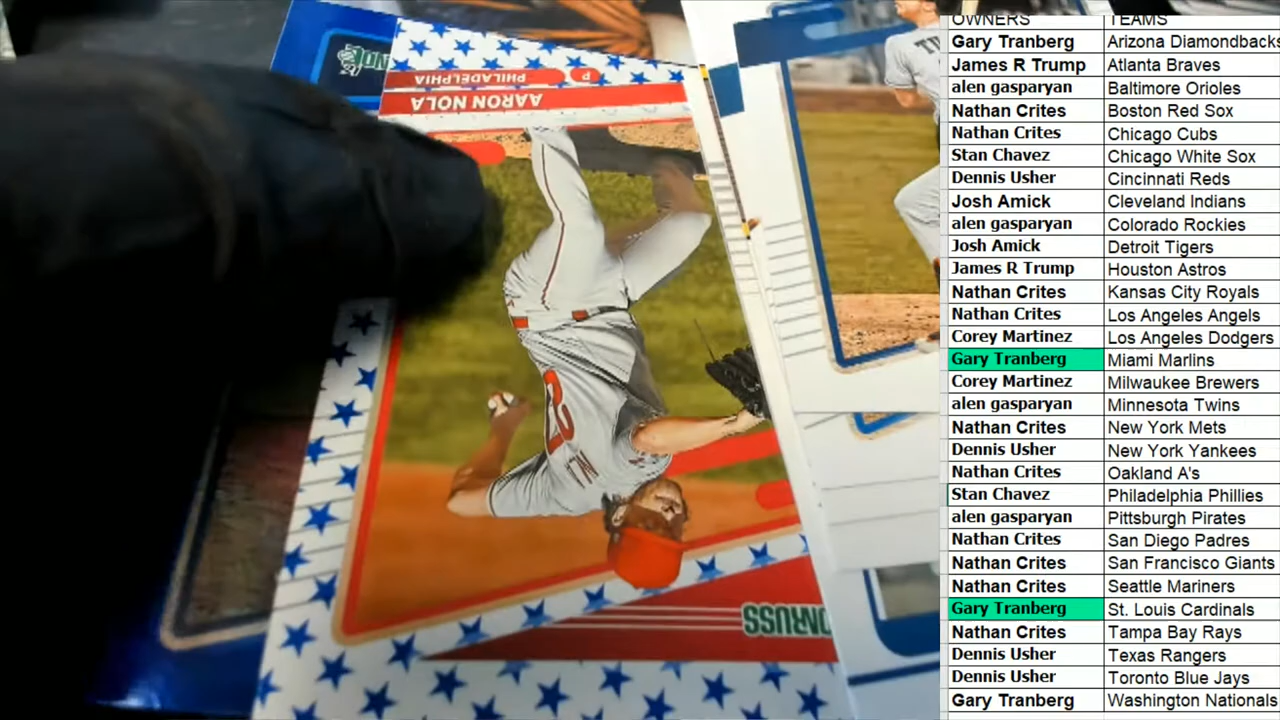 PHILADELPHIA P
AARON NOLA
OWNERS TEAMS
Gary Tranberg Arizona Diamondbacks
James R Trump Atlanta Braves
alen gasparyan Baltimore Orioles
Nathan Crites Boston Red Sox
Nathan Crites Chicago Cubs
Stan Chavez Chicago White Sox
Dennis Usher Cincinnati Reds
Josh Amick Cleveland Indians
alen gasparyan Colorado Rockies
Josh Amick Detroit Tigers
James R Trump Houston Astros
Nathan Crites Kansas City Royals
Nathan Crites Los Angeles Angels
Corey Martinez Los Angeles Dodgers
Gary Tranberg Miami Marlins
Corey Martinez Milwaukee Brewers
alen gasparyan Minnesota Twins
Nathan Crites New York Mets
Dennis Usher New York Yankees
Nathan Crites Oakland A's
Stan Chavez Philadelphia Phillies
alen gasparyan Pittsburgh Pirates
Nathan Crites San Diego Padres
Nathan Crites San Francisco Giants
Nathan Crites Seattle Mariners
Gary Tranberg St. Louis Cardinals
Nathan Crites Tampa Bay Rays
Dennis Usher Texas Rangers
Dennis Usher Toronto Blue Jays
Gary Tranberg Washington Nationals